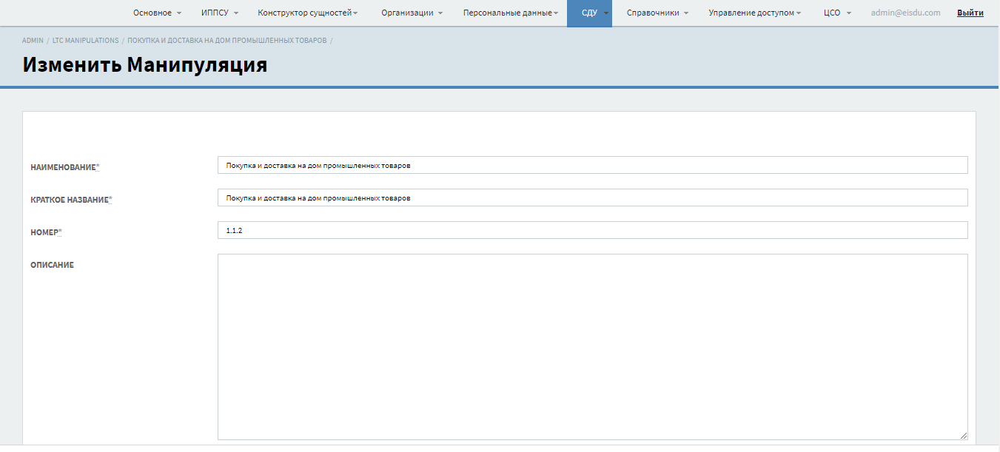 Основное ИППСУ Конструктор сущностей Организации Персональные данные СДУ Справочники Управление доступом ЦСО admin@eisdu.com Выйти
ADMIN / LTC MANIPULATIONS / ПОКУПКА И ДОСТАВКА НА ДОМ ПРОМЫШЛЕННЫХ ТОВАРОВ /
Изменить Манипуляция
НАИМЕНОВАНИЕ* Покупка и доставка на дом промышленных товаров
КРАТКОЕ НАЗВАНИЕ* Покупка и доставка на дом промышленных товаров
НОМЕР* 1.1.2
ОПИСАНИЕ